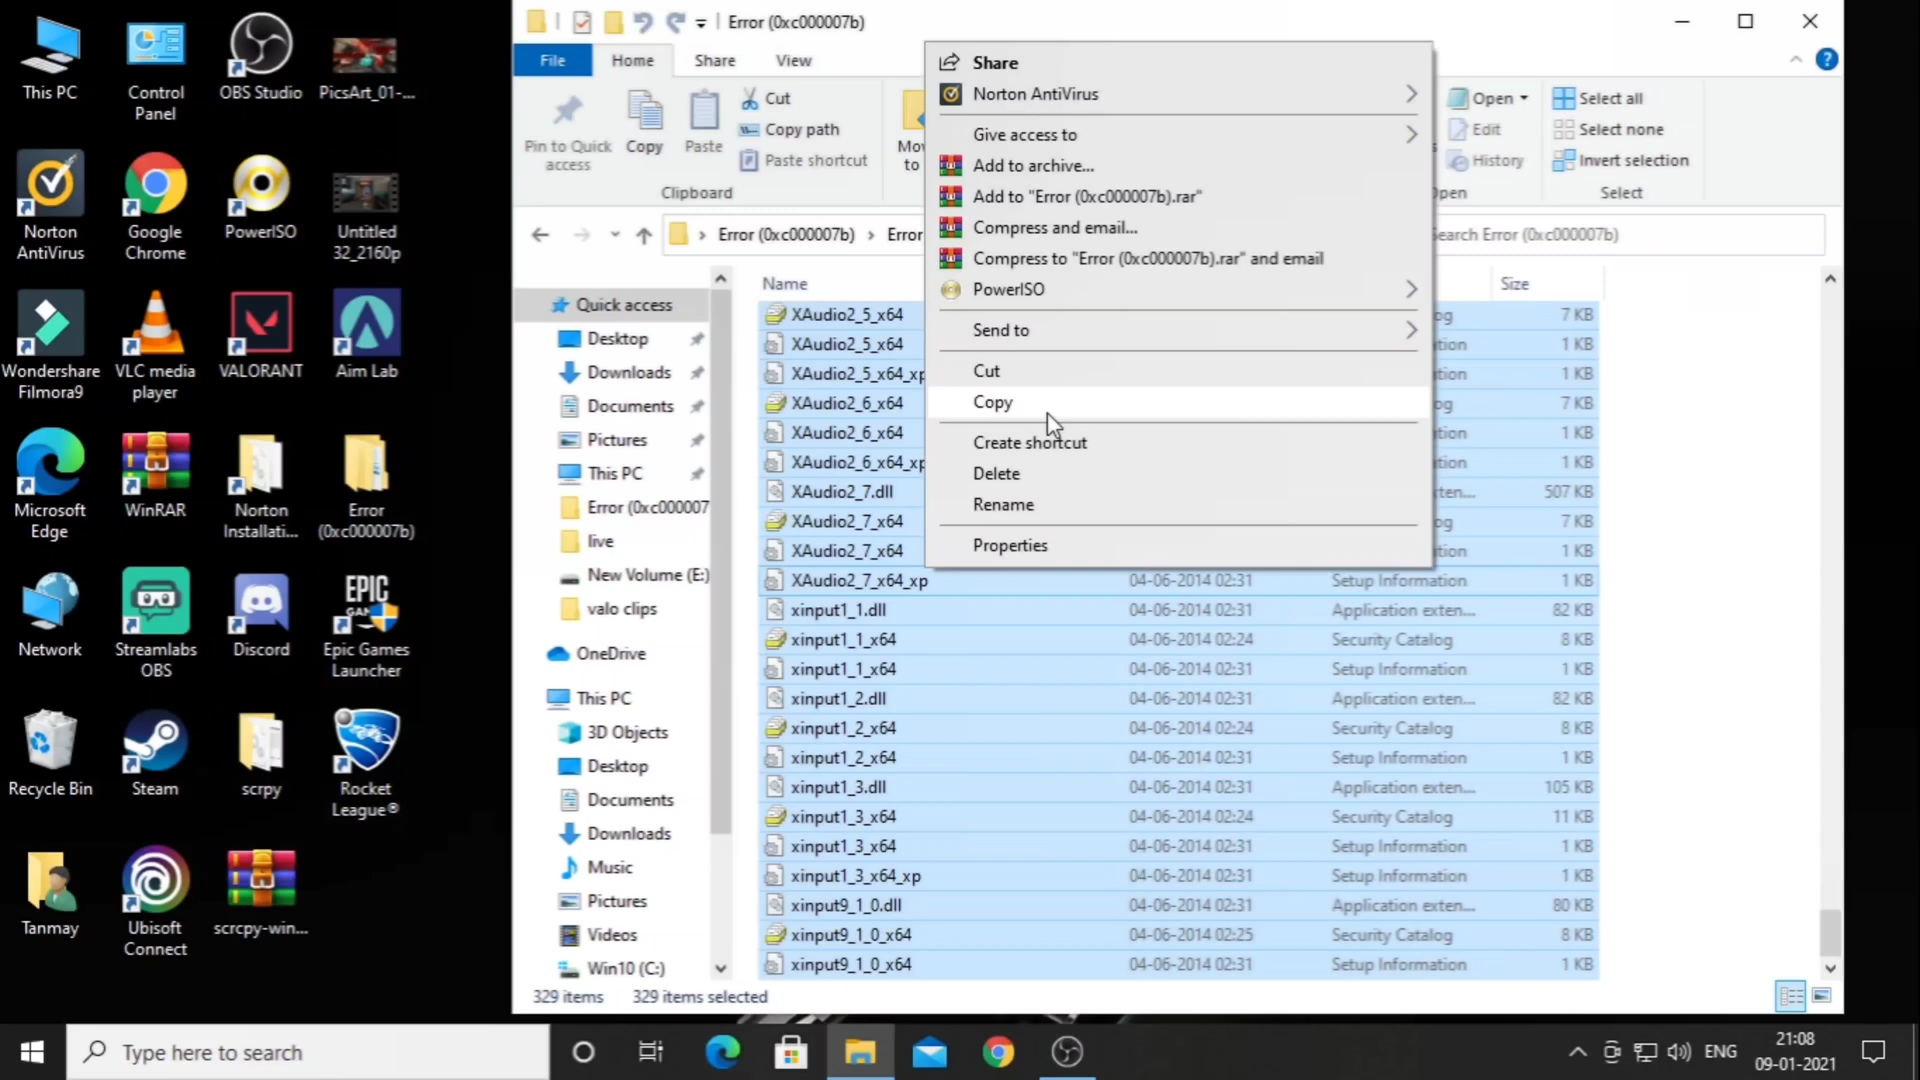 This PC
Control
Panel
OBS Studio
PicsArt_01-...
Norton
AntiVirus
Google
Chrome
PowerISO
Untitled
32_2160p
Wondershare
Filmora9
VLC media
player
VALORANT
Aim Lab
Microsoft
Edge
WinRAR
Norton
Installati...
Error
(0xc000007b)
Network
Streamlabs
OBS
Discord
EPIC
GAMES
Epic Games
Launcher
Recycle Bin
Steam
scrpy
Rocket
League®
Tanmay
Ubisoft
Connect
scrcpy-win...
Error (0xc000007b)
File
Home
Share
View
Pin to Quick
access
Copy
Paste
Cut
Copy path
Paste shortcut
Clipboard
Mov
to
Open
Edit
History
Open
Select all
Select none
Invert selection
Select
Error (0xc000007b) › Error
Search Error (0xc000007b)
Quick access
Desktop
Downloads
Documents
Pictures
This PC
Error (0xc000007
live
New Volume (E:)
valo clips
OneDrive
This PC
3D Objects
Desktop
Documents
Downloads
Music
Pictures
Videos
Win10 (C:)
Name
Size
XAudio2_5_x64 og 7 KB
XAudio2_5_x64 tion 1 KB
XAudio2_5_x64_xp tion 1 KB
XAudio2_6_x64 og 7 KB
XAudio2_6_x64 tion 1 KB
XAudio2_6_x64_xp tion 1 KB
XAudio2_7.dll ten... 507 KB
XAudio2_7_x64 og 7 KB
XAudio2_7_x64 tion 1 KB
XAudio2_7_x64_xp 04-06-2014 02:31 Setup Information 1 KB
xinput1_1.dll 04-06-2014 02:31 Application exten... 82 KB
xinput1_1_x64 04-06-2014 02:24 Security Catalog 8 KB
xinput1_1_x64 04-06-2014 02:31 Setup Information 1 KB
xinput1_2.dll 04-06-2014 02:31 Application exten... 82 KB
xinput1_2_x64 04-06-2014 02:24 Security Catalog 8 KB
xinput1_2_x64 04-06-2014 02:31 Setup Information 1 KB
xinput1_3.dll 04-06-2014 02:31 Application exten... 105 KB
xinput1_3_x64 04-06-2014 02:24 Security Catalog 11 KB
xinput1_3_x64 04-06-2014 02:31 Setup Information 1 KB
xinput1_3_x64_xp 04-06-2014 02:31 Setup Information 1 KB
xinput9_1_0.dll 04-06-2014 02:31 Application exten... 80 KB
xinput9_1_0_x64 04-06-2014 02:25 Security Catalog 8 KB
xinput9_1_0_x64 04-06-2014 02:31 Setup Information 1 KB
329 items 329 items selected
Share
Norton AntiVirus
Give access to
Add to archive...
Add to "Error (0xc000007b).rar"
Compress and email...
Compress to "Error (0xc000007b).rar" and email
PowerISO
Send to
Cut
Copy
Create shortcut
Delete
Rename
Properties
Type here to search
ENG
21:08
09-01-2021